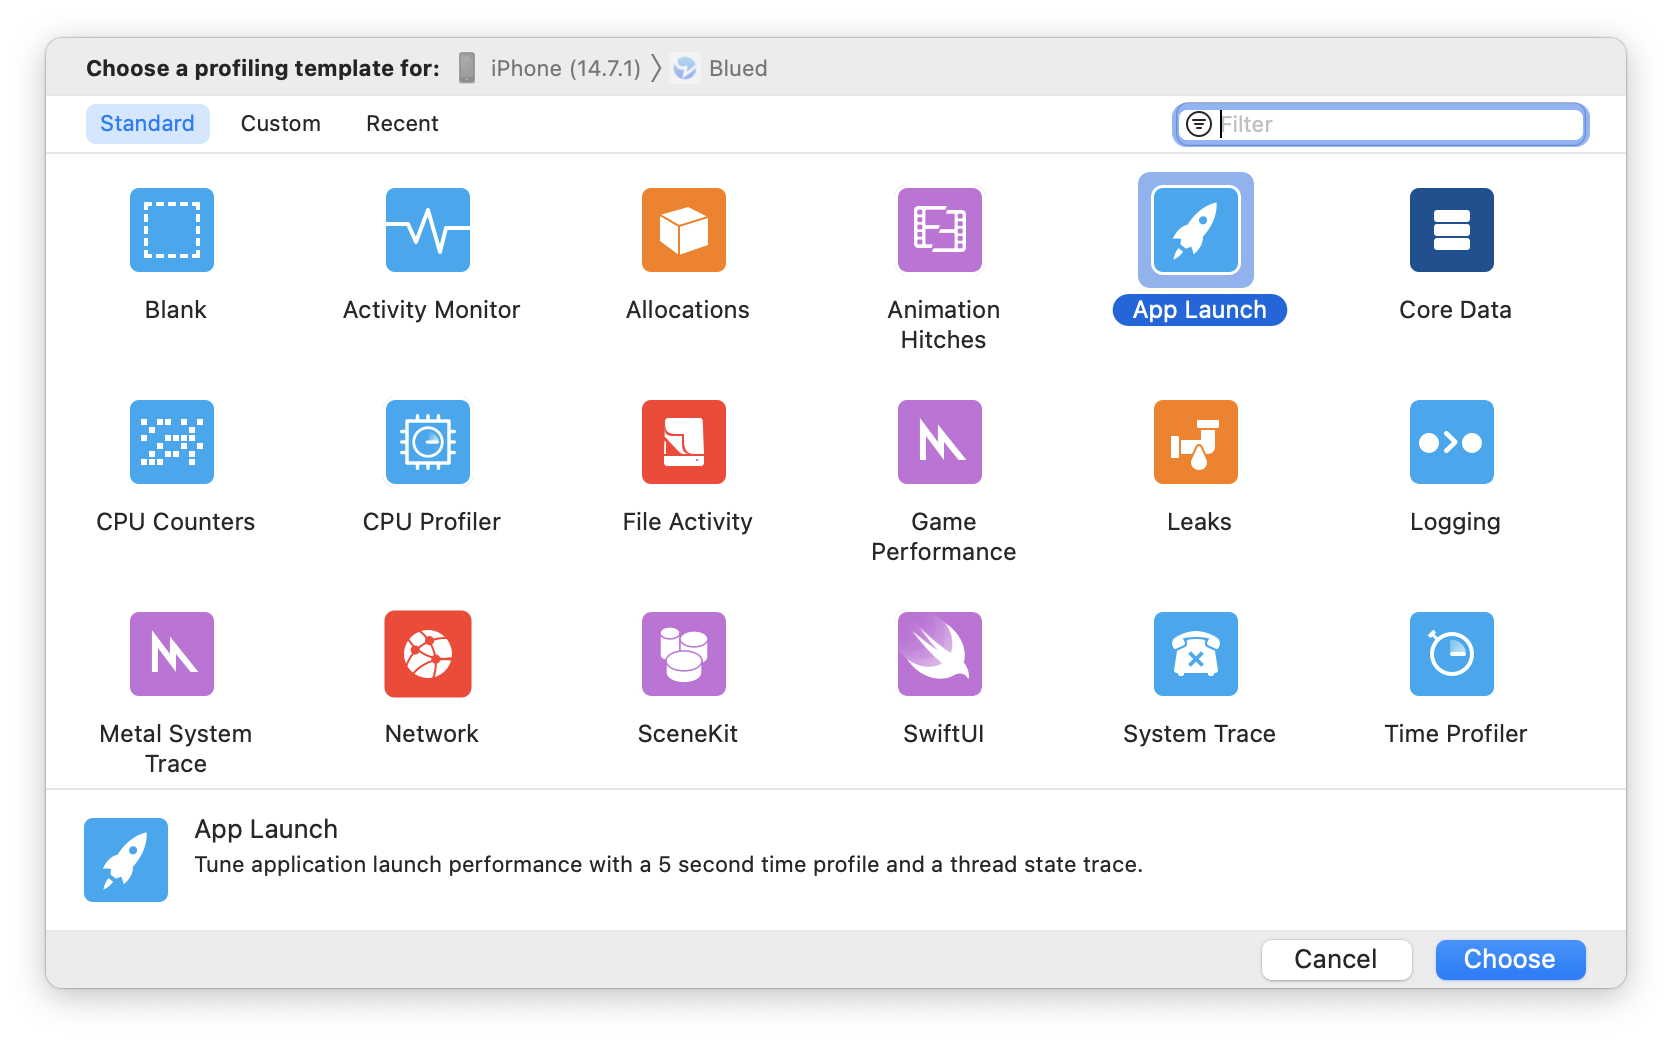 Choose a profiling template for: iPhone (14.7.1) 〉 Blued
Standard Custom Recent Filter
Blank Activity Monitor Allocations Animation Hitches App Launch Core Data
CPU Counters CPU Profiler File Activity Game Performance Leaks Logging
Metal System Trace Network SceneKit SwiftUI System Trace Time Profiler
App Launch
Tune application launch performance with a 5 second time profile and a thread state trace.
Cancel Choose